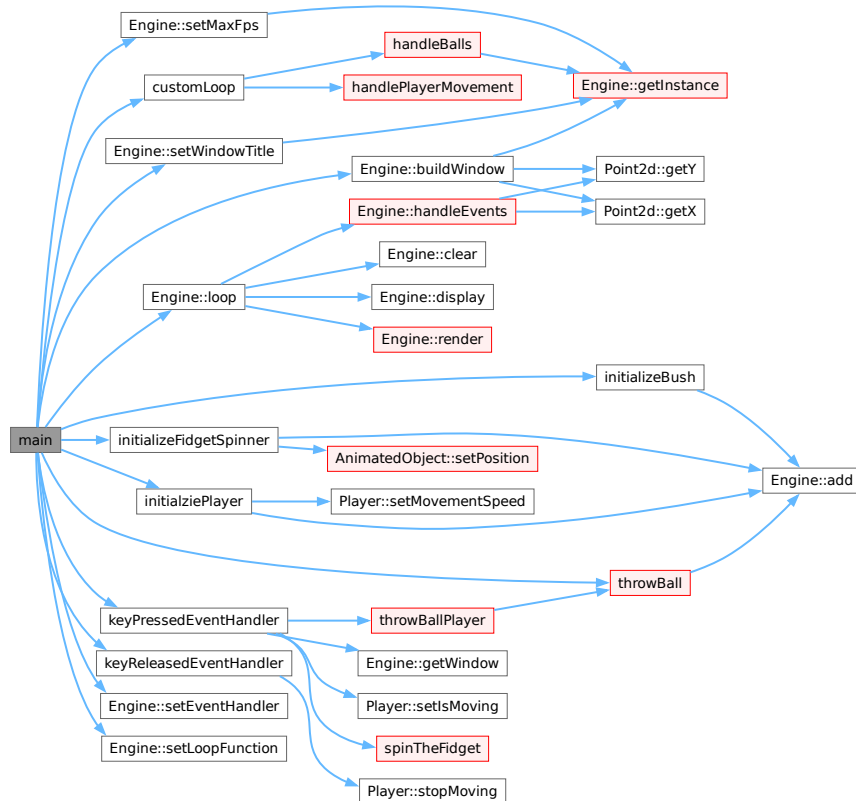 Engine::setMaxFps
handleBalls
customLoop
handlePlayerMovement
Engine::getInstance
Engine::setWindowTitle
Engine::buildWindow
Point2d::getY
Engine::handleEvents
Point2d::getX
Engine::clear
Engine::loop
Engine::display
Engine::render
initializeBush
main
initializeFidgetSpinner
AnimatedObject::setPosition
Engine::add
initialziePlayer
Player::setMovementSpeed
throwBall
keyPressedEventHandler
throwBallPlayer
keyReleasedEventHandler
Engine::getWindow
Engine::setEventHandler
Player::setIsMoving
Engine::setLoopFunction
spinTheFidget
Player::stopMoving